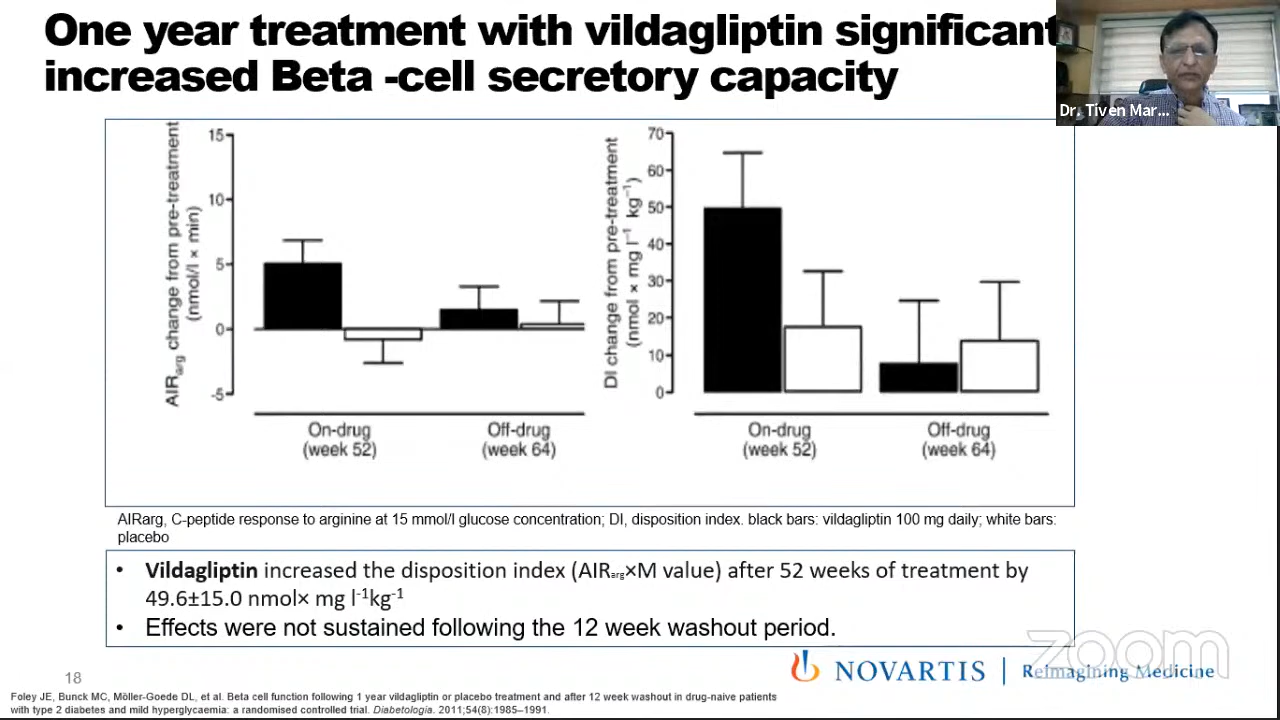 One year treatment with vildagliptin significant
increased Beta -cell secretory capacity
Dr. Tiven Mar...
AIRarg change from pre-treatment
(nmol/l × min)
15
10
5
0
-5
On-drug
(week 52)
Off-drug
(week 64)
DI change from pre-treatment
(nmol × mg l⁻¹ kg⁻¹)
70
60
50
40
30
20
10
0
On-drug
(week 52)
Off-drug
(week 64)
AIRarg, C-peptide response to arginine at 15 mmol/l glucose concentration; DI, disposition index. black bars: vildagliptin 100 mg daily; white bars:
placebo
• Vildagliptin increased the disposition index (AIRarg×M value) after 52 weeks of treatment by
49.6±15.0 nmol× mg l⁻¹kg⁻¹
• Effects were not sustained following the 12 week washout period.
zoom
18
NOVARTIS | Reimagining Medicine
Foley JE, Bunck MC, Möller-Goede DL, et al. Beta cell function following 1 year vildagliptin or placebo treatment and after 12 week washout in drug-naive patients
with type 2 diabetes and mild hyperglycaemia: a randomised controlled trial. Diabetologia. 2011;54(8):1985–1991.